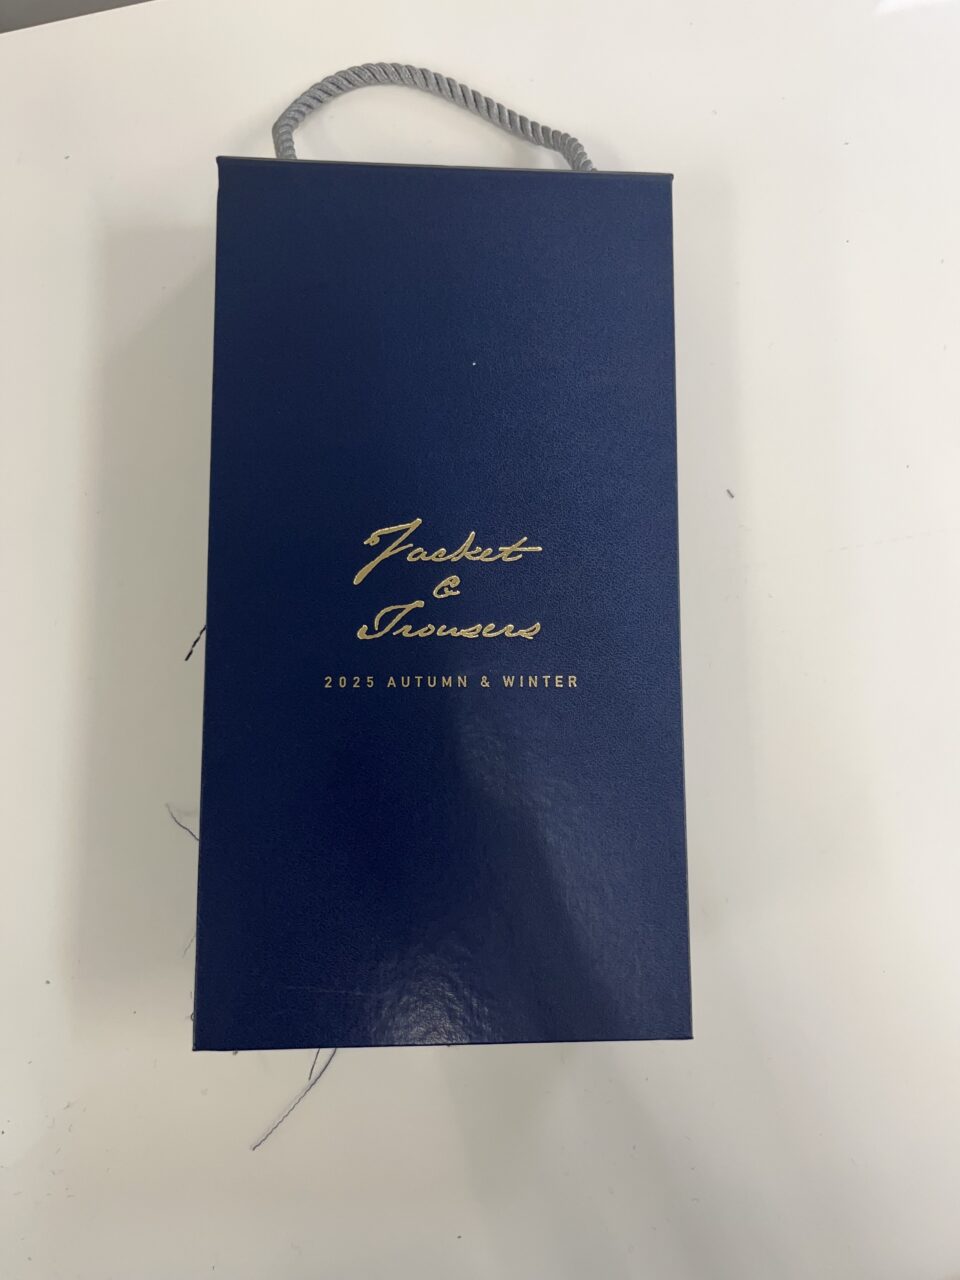 Jacket
&
Trousers
2025 AUTUMN & WINTER